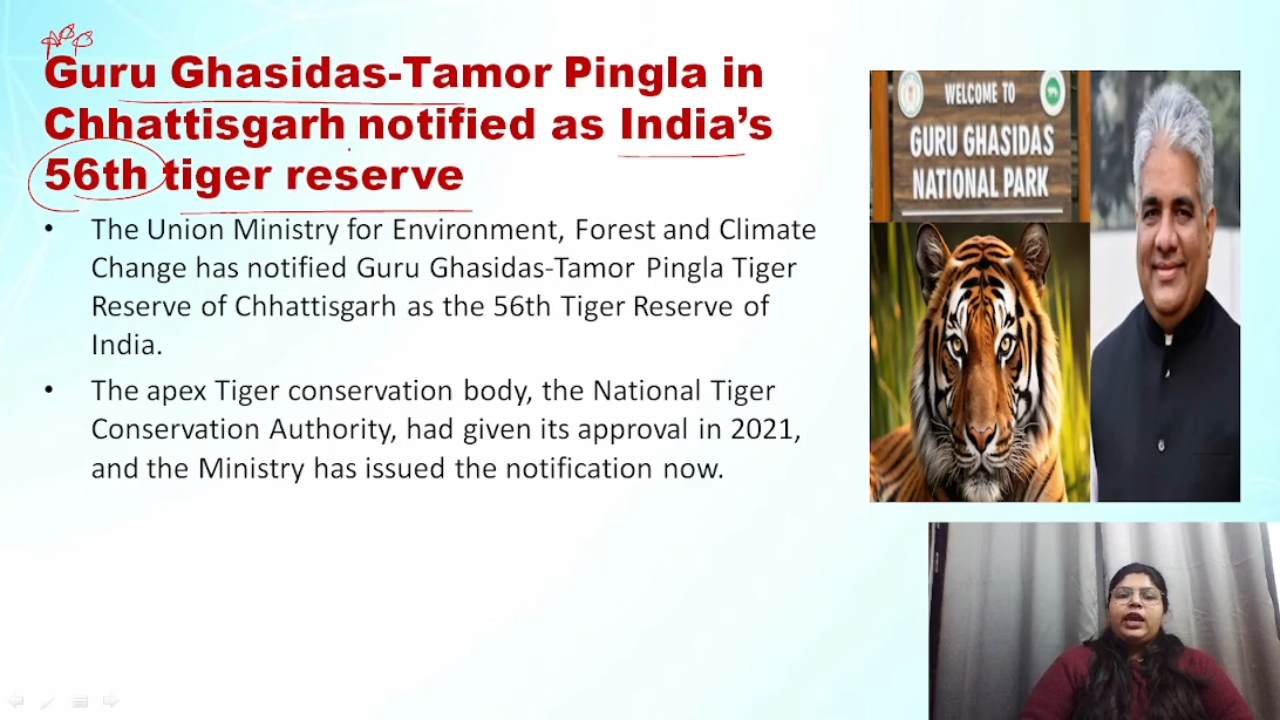 Guru Ghasidas-Tamor Pingla in
Chhattisgarh notified as India's
56th tiger reserve
• The Union Ministry for Environment, Forest and Climate
Change has notified Guru Ghasidas-Tamor Pingla Tiger
Reserve of Chhattisgarh as the 56th Tiger Reserve of
India.
• The apex Tiger conservation body, the National Tiger
Conservation Authority, had given its approval in 2021,
and the Ministry has issued the notification now.
WELCOME TO
GURU GHASIDAS
NATIONAL PARK